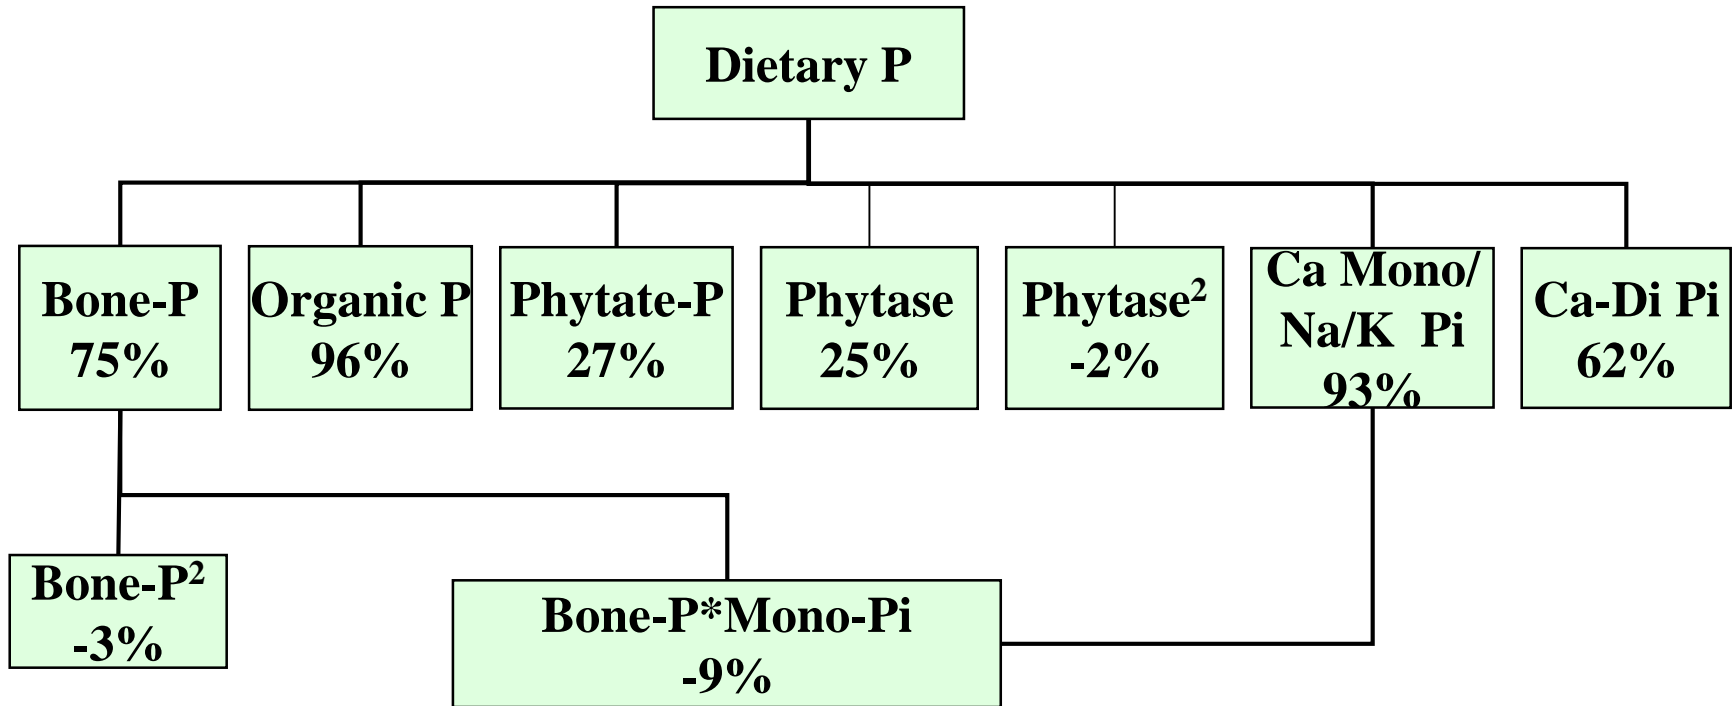 Dietary P
Bone-P
75%
Organic P
96%
Phytate-P
27%
Phytase
25%
Phytase²
-2%
Ca Mono/
Na/K Pi
93%
Ca-Di Pi
62%
Bone-P²
-3%
Bone-P*Mono-Pi
-9%